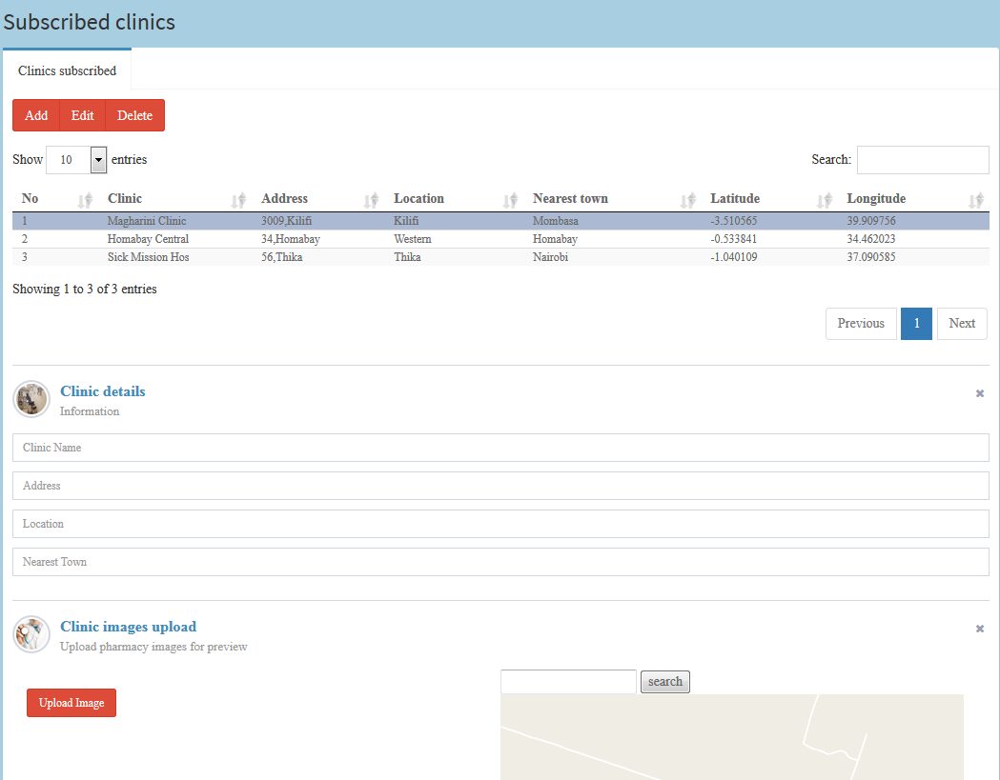 Subscribed clinics
Clinics subscribed
Add Edit Delete
Show 10 entries Search:
No Clinic Address Location Nearest town Latitude Longitude
1 Magharini Clinic 3009,Kilifi Kilifi Mombasa -3.510565 39.909756
2 Homabay Central 34,Homabay Western Homabay -0.533841 34.462023
3 Sick Mission Hos 56,Thika Thika Nairobi -1.040109 37.090585
Showing 1 to 3 of 3 entries
Previous 1 Next
Clinic details
Information
Clinic Name
Address
Location
Nearest Town
Clinic images upload
Upload pharmacy images for preview
search
Upload Image